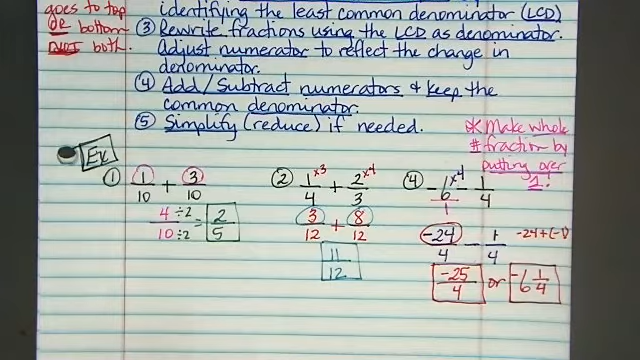 goes to top
or bottom
NOT both.
identifying the least common denominator (LCD)
③ Rewrite fractions using the LCD as denominator.
Adjust numerator to reflect the change in
denominator.
④ Add/Subtract numerators & keep the
common denominator.
⑤ Simplify (reduce) if needed.
* Make whole
# fraction by
putting over
1!
Ex
① 1/10 + 3/10
4 ÷2 / 10 ÷2 = 2/5
② 1/4 ×3 + 2/3 ×4
3/12 + 8/12
11/12
④ -6/1 ×4 - 1/4
-24/4 - 1/4 -24+(-1)
-25/4 or -6 1/4